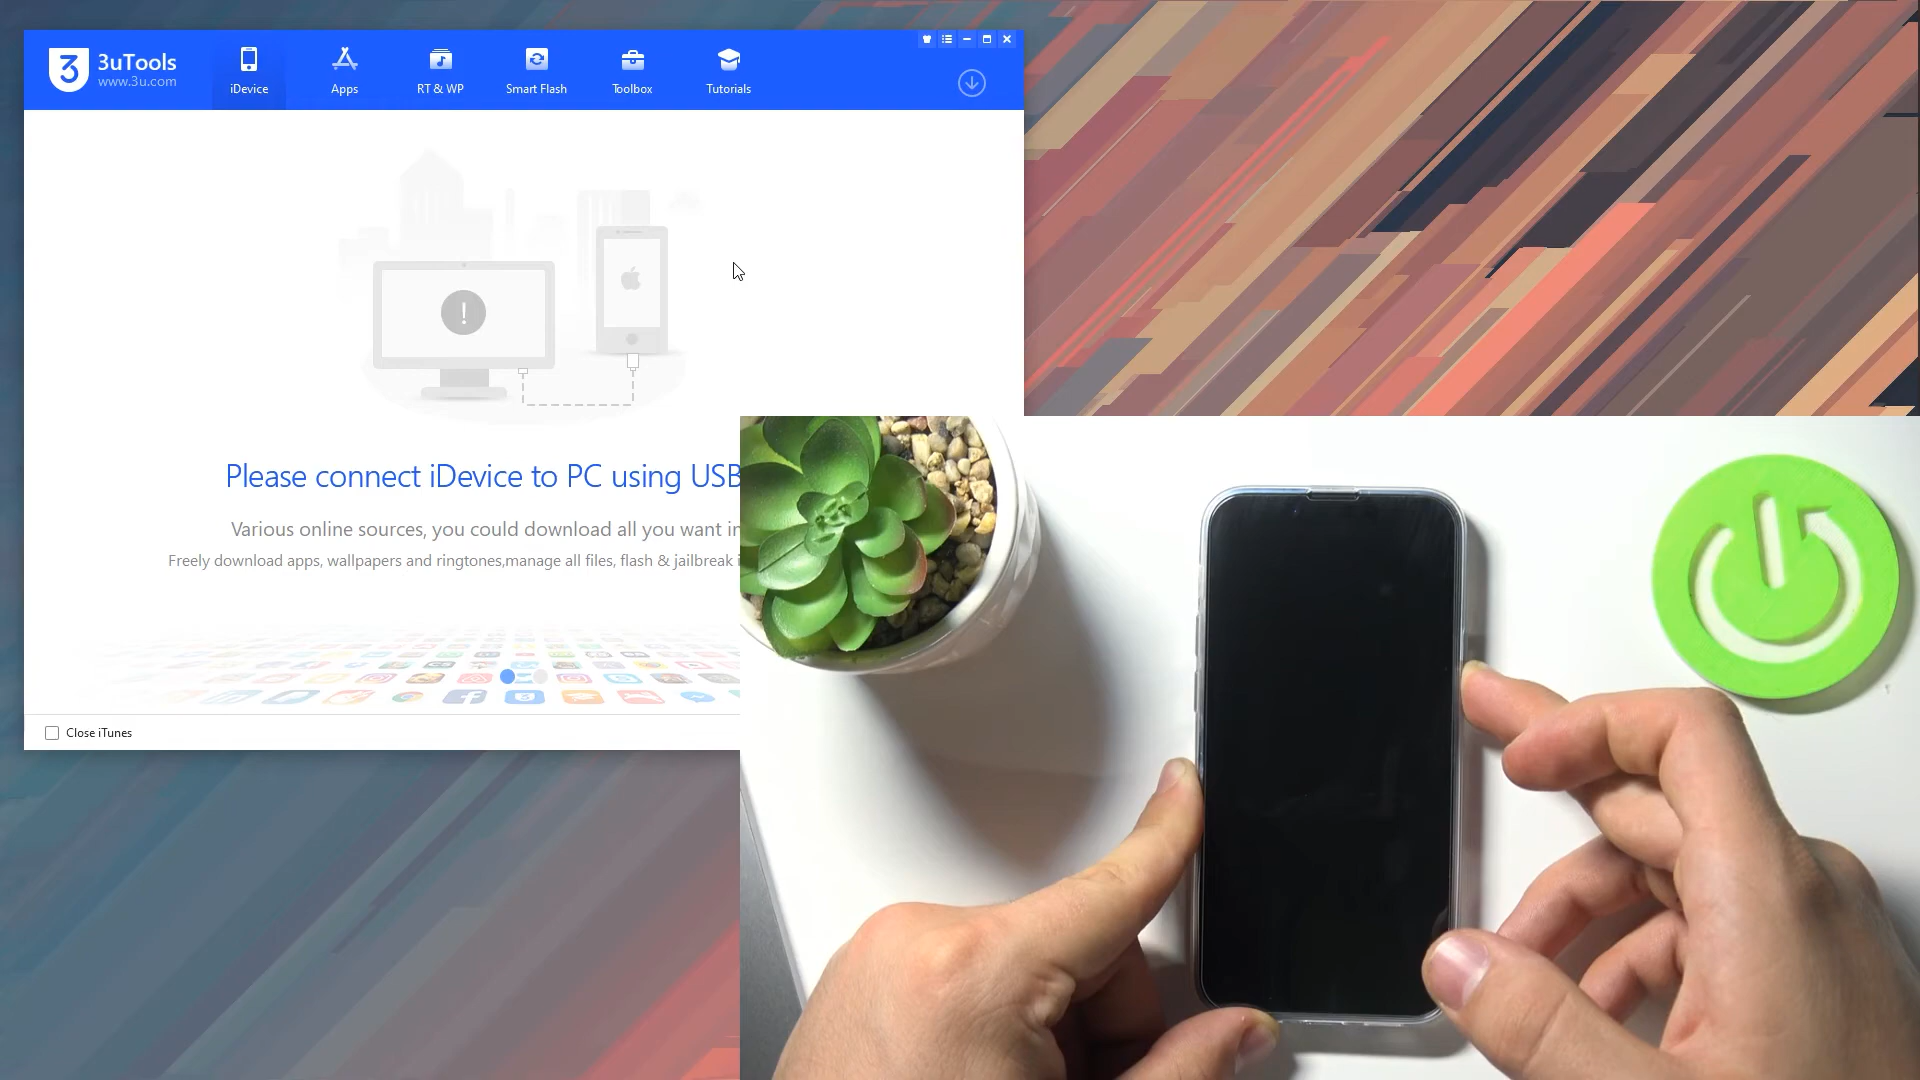 3uTools
www.3u.com
iDevice
Apps
RT & WP
Smart Flash
Toolbox
Tutorials
Please connect iDevice to PC using USB
Various online sources, you could download all you want in
Freely download apps, wallpapers and ringtones,manage all files, flash & jailbreak i
Close iTunes